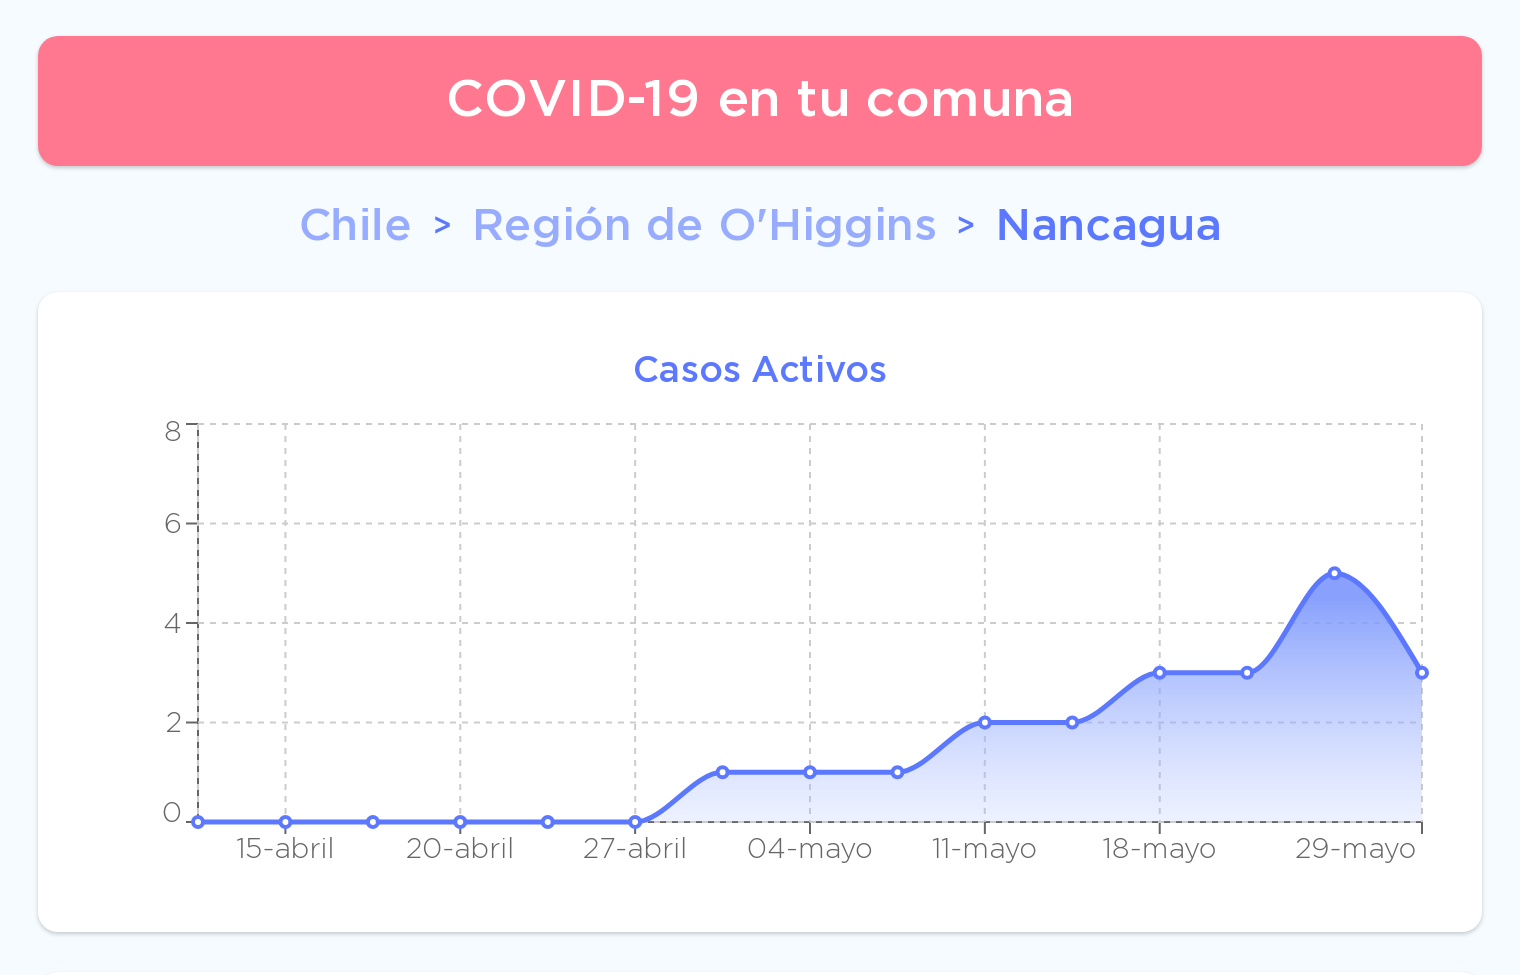 COVID-19 en tu comuna
Chile > Región de O'Higgins > Nancagua
Casos Activos
8
6
4
2
0
15-abril 20-abril 27-abril 04-mayo 11-mayo 18-mayo 29-mayo